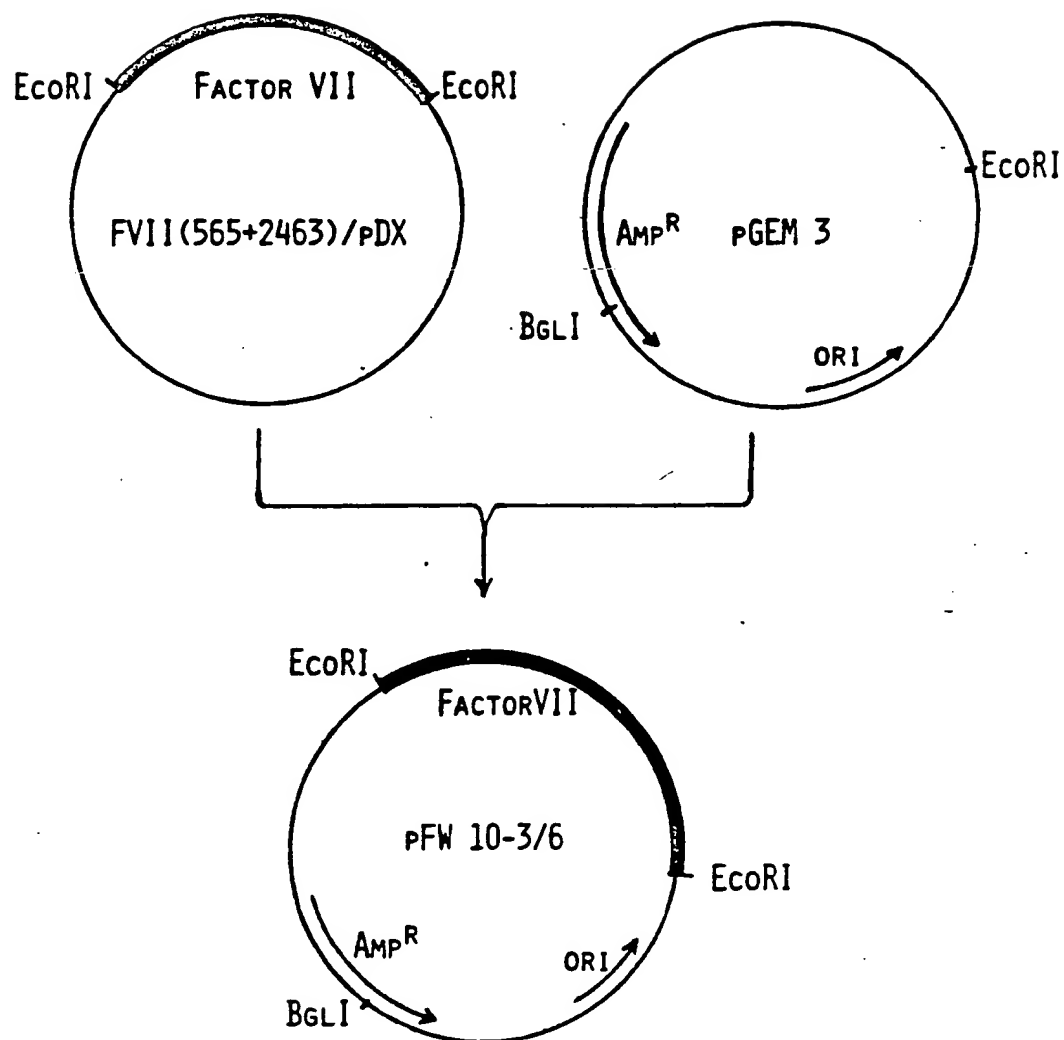 EcoRI
FACTOR VII
EcoRI
FVII(565+2463)/pDX
EcoRI
AMPR
pGEM 3
BGLI
ORI
EcoRI
FACTORVII
pFW 10-3/6
EcoRI
AMPR
ORI
BGLI